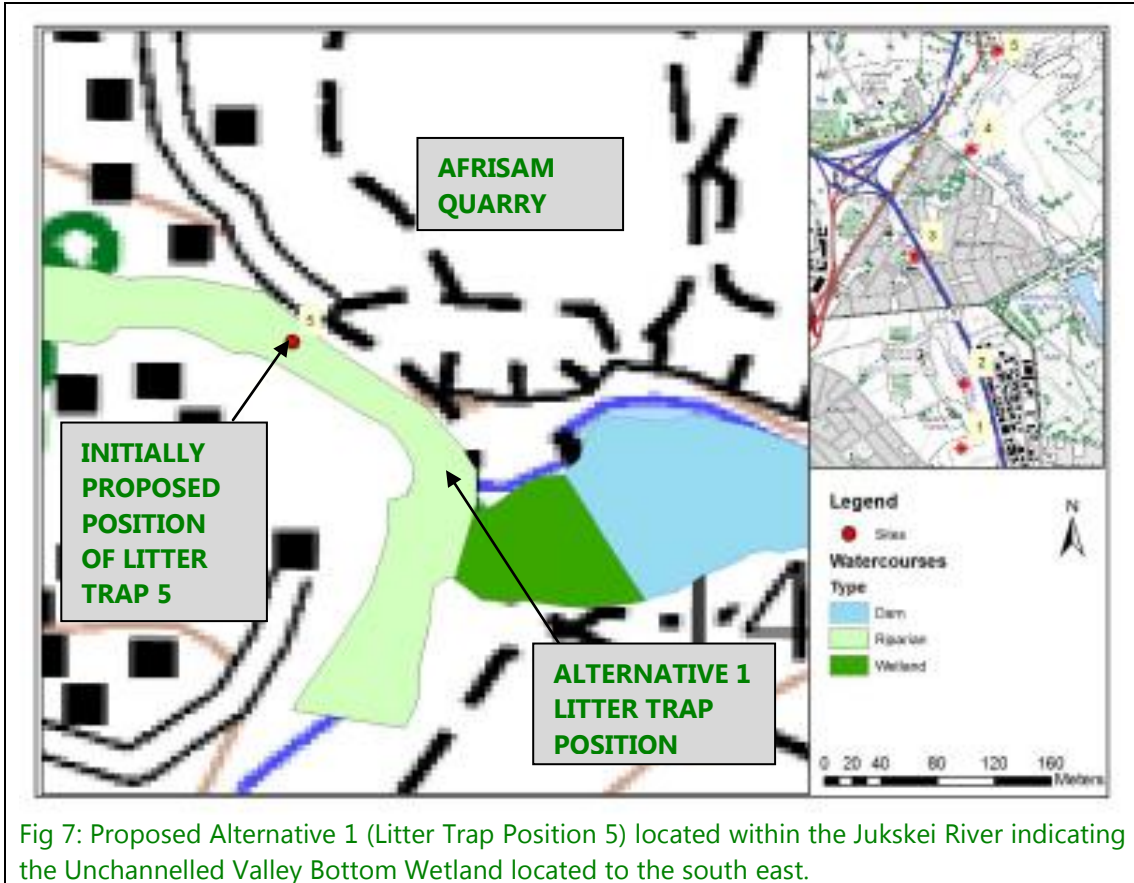 AFRISAM
QUARRY
5
INITIALLY
PROPOSED
POSITION
OF LITTER
TRAP 5
ALTERNATIVE 1
LITTER TRAP
POSITION
14
5
4
3
2
1
Legend
Sites
Watercourses
Type
Dam
Riparian
Wetland
N
0 20 40 80 120 160
Meters
Fig 7: Proposed Alternative 1 (Litter Trap Position 5) located within the Jukskei River indicating
the Unchannelled Valley Bottom Wetland located to the south east.